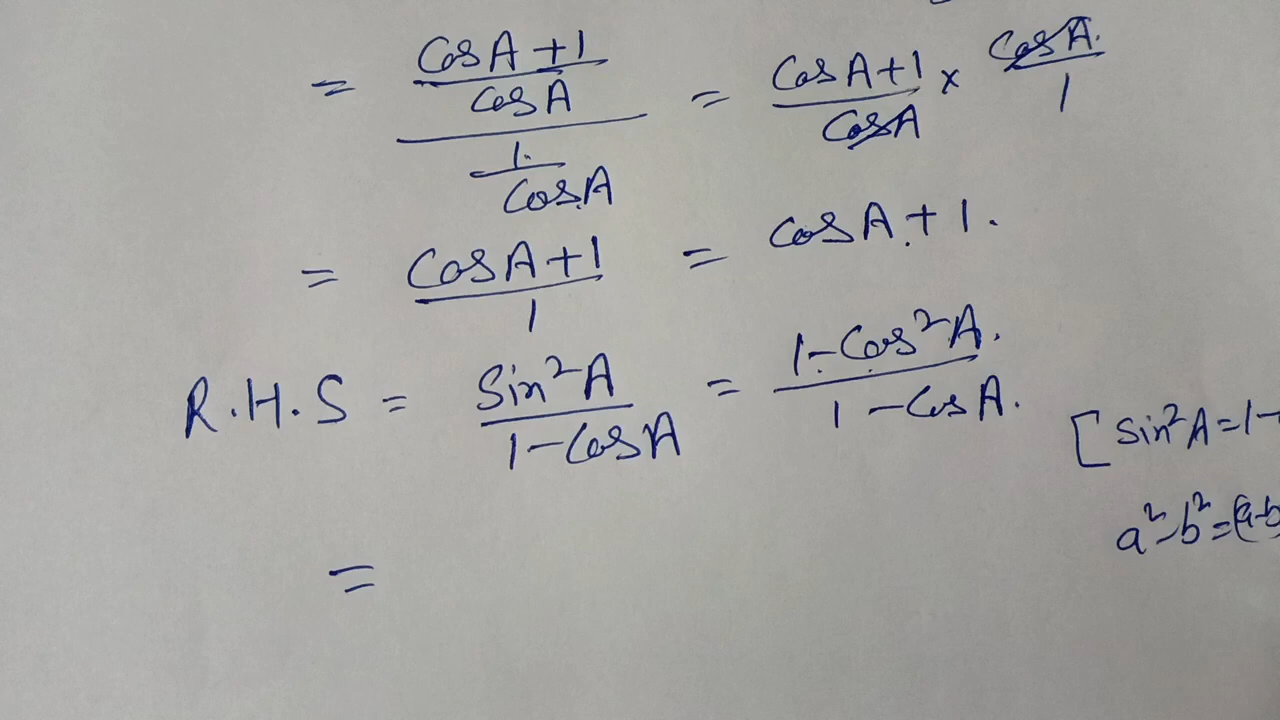 = (CosA+1/CosA)/(1/CosA) = CosA+1/CosA × CosA/1
= CosA+1/1 = CosA+1.
R.H.S = Sin²A/1-CosA = 1-Cos²A./1-CosA.
[Sin²A=1-
a²-b²=(a-b
=